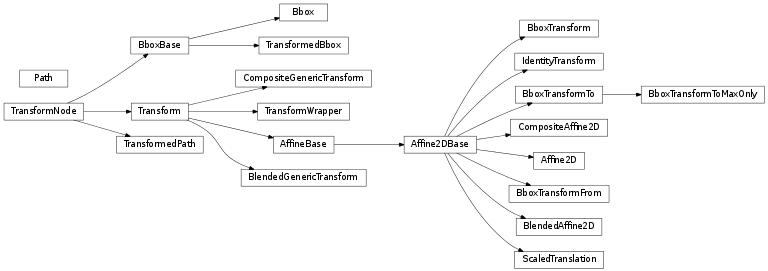 Bbox
BboxTransform
BboxBase
TransformedBbox
IdentityTransform
Path
CompositeGenericTransform
BboxTransformTo
BboxTransformToMaxOnly
TransformNode
Transform
TransformWrapper
CompositeAffine2D
TransformedPath
AffineBase
Affine2DBase
Affine2D
BlendedGenericTransform
BboxTransformFrom
BlendedAffine2D
ScaledTranslation